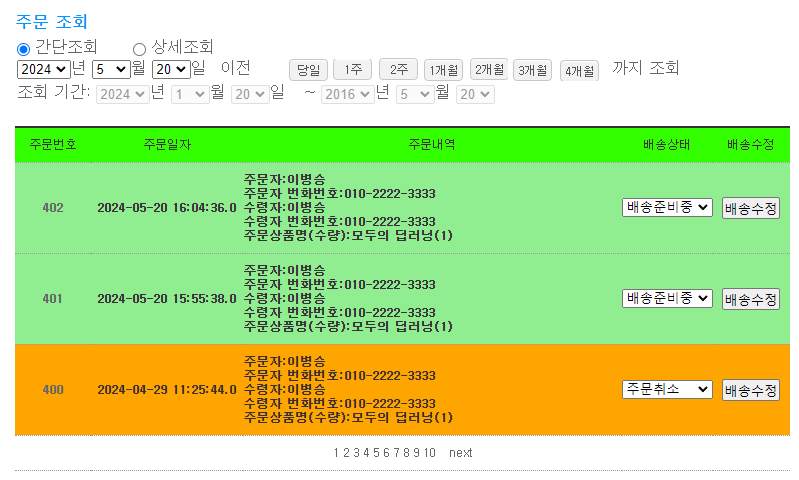 주문 조회
간단조회 상세조회
2024 년 5 월 20 일 이전 당일 1주 2주 1개월 2개월 3개월 4개월 까지 조회
조회 기간: 2024 년 1 월 20 일 ~ 2016 년 5 월 20
주문번호 주문일자 주문내역 배송상태 배송수정
402 2024-05-20 16:04:36.0
주문자:이병승
주문자 번화번호:010-2222-3333
수령자:이병승
수령자 번화번호:010-2222-3333
주문상품명(수량):모두의 딥러닝(1)
배송준비중 배송수정
401 2024-05-20 15:55:38.0
주문자:이병승
주문자 번화번호:010-2222-3333
수령자:이병승
수령자 번화번호:010-2222-3333
주문상품명(수량):모두의 딥러닝(1)
배송준비중 배송수정
400 2024-04-29 11:25:44.0
주문자:이병승
주문자 번화번호:010-2222-3333
수령자:이병승
수령자 번화번호:010-2222-3333
주문상품명(수량):모두의 딥러닝(1)
주문취소 배송수정
1 2 3 4 5 6 7 8 9 10 next